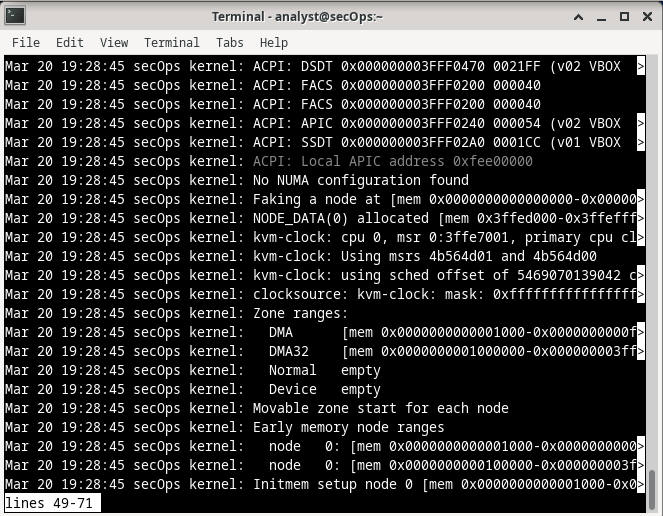 Terminal - analyst@secOps:~
File Edit View Terminal Tabs Help
Mar 20 19:28:45 secOps kernel: ACPI: DSDT 0x000000003FFF0470 0021FF (v02 VBOX  >
Mar 20 19:28:45 secOps kernel: ACPI: FACS 0x000000003FFF0200 000040
Mar 20 19:28:45 secOps kernel: ACPI: FACS 0x000000003FFF0200 000040
Mar 20 19:28:45 secOps kernel: ACPI: APIC 0x000000003FFF0240 000054 (v02 VBOX  >
Mar 20 19:28:45 secOps kernel: ACPI: SSDT 0x000000003FFF02A0 0001CC (v01 VBOX  >
Mar 20 19:28:45 secOps kernel: ACPI: Local APIC address 0xfee00000
Mar 20 19:28:45 secOps kernel: No NUMA configuration found
Mar 20 19:28:45 secOps kernel: Faking a node at [mem 0x0000000000000000-0x00000>
Mar 20 19:28:45 secOps kernel: NODE_DATA(0) allocated [mem 0x3ffed000-0x3ffefff>
Mar 20 19:28:45 secOps kernel: kvm-clock: cpu 0, msr 0:3ffe7001, primary cpu cl>
Mar 20 19:28:45 secOps kernel: kvm-clock: Using msrs 4b564d01 and 4b564d00
Mar 20 19:28:45 secOps kernel: kvm-clock: using sched offset of 5469070139042 c>
Mar 20 19:28:45 secOps kernel: clocksource: kvm-clock: mask: 0xffffffffffffffff>
Mar 20 19:28:45 secOps kernel: Zone ranges:
Mar 20 19:28:45 secOps kernel:   DMA      [mem 0x0000000000001000-0x0000000000f>
Mar 20 19:28:45 secOps kernel:   DMA32    [mem 0x0000000001000000-0x000000003ff>
Mar 20 19:28:45 secOps kernel:   Normal   empty
Mar 20 19:28:45 secOps kernel:   Device   empty
Mar 20 19:28:45 secOps kernel: Movable zone start for each node
Mar 20 19:28:45 secOps kernel: Early memory node ranges
Mar 20 19:28:45 secOps kernel:   node   0: [mem 0x0000000000001000-0x0000000000>
Mar 20 19:28:45 secOps kernel:   node   0: [mem 0x0000000000100000-0x000000003f>
Mar 20 19:28:45 secOps kernel: Initmem setup node 0 [mem 0x0000000000001000-0x0>
lines 49-71